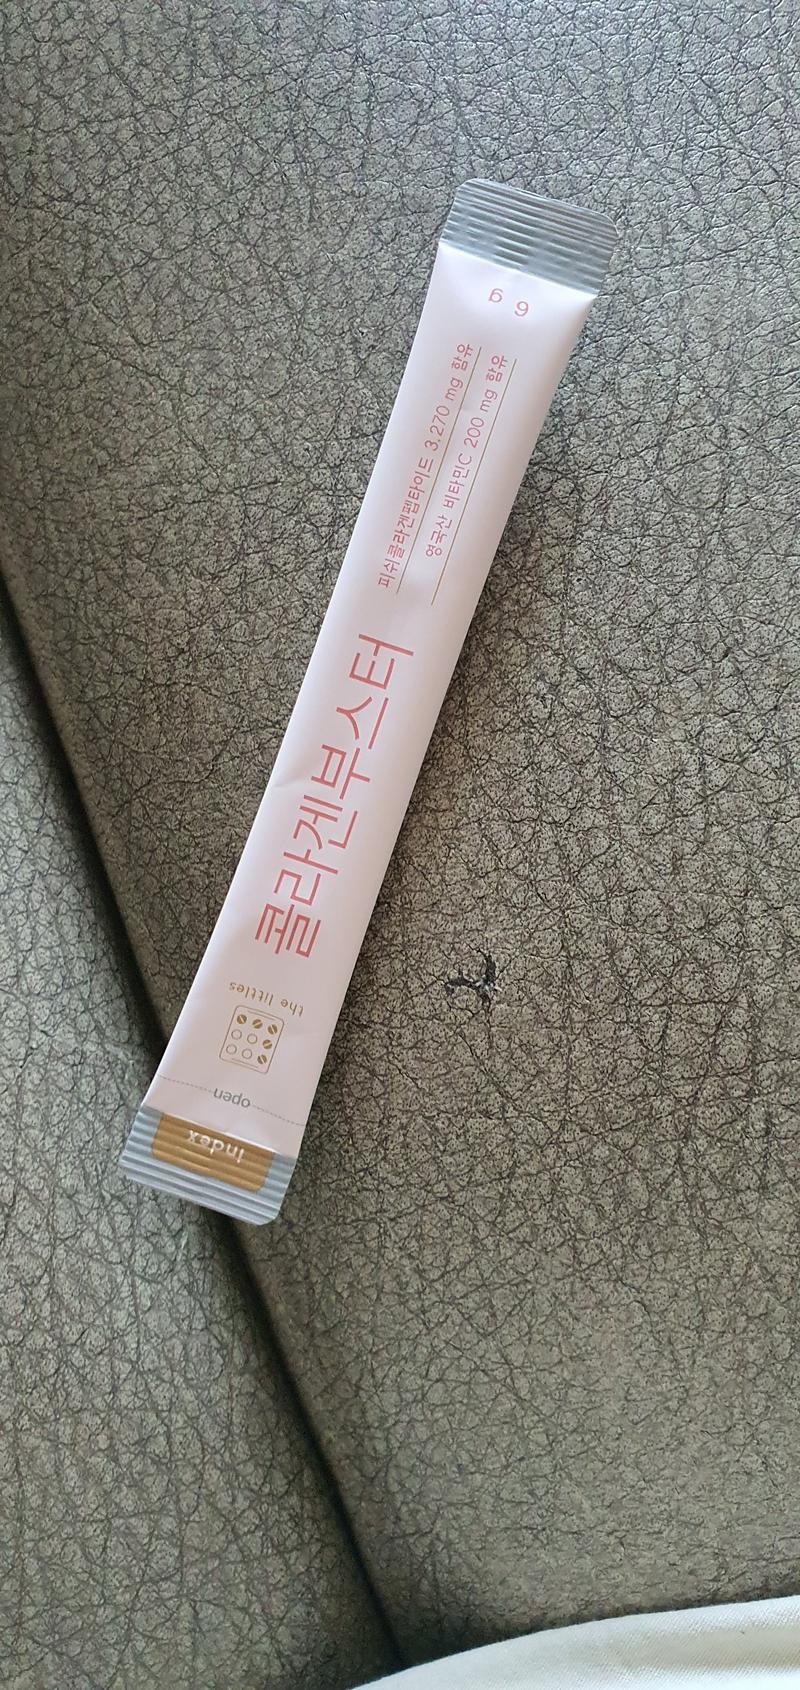 index
open
the littles
콜라겐부스터
피쉬콜라겐펩타이드 3,270 mg 함유
영국산 비타민C 200 mg 함유
6 g